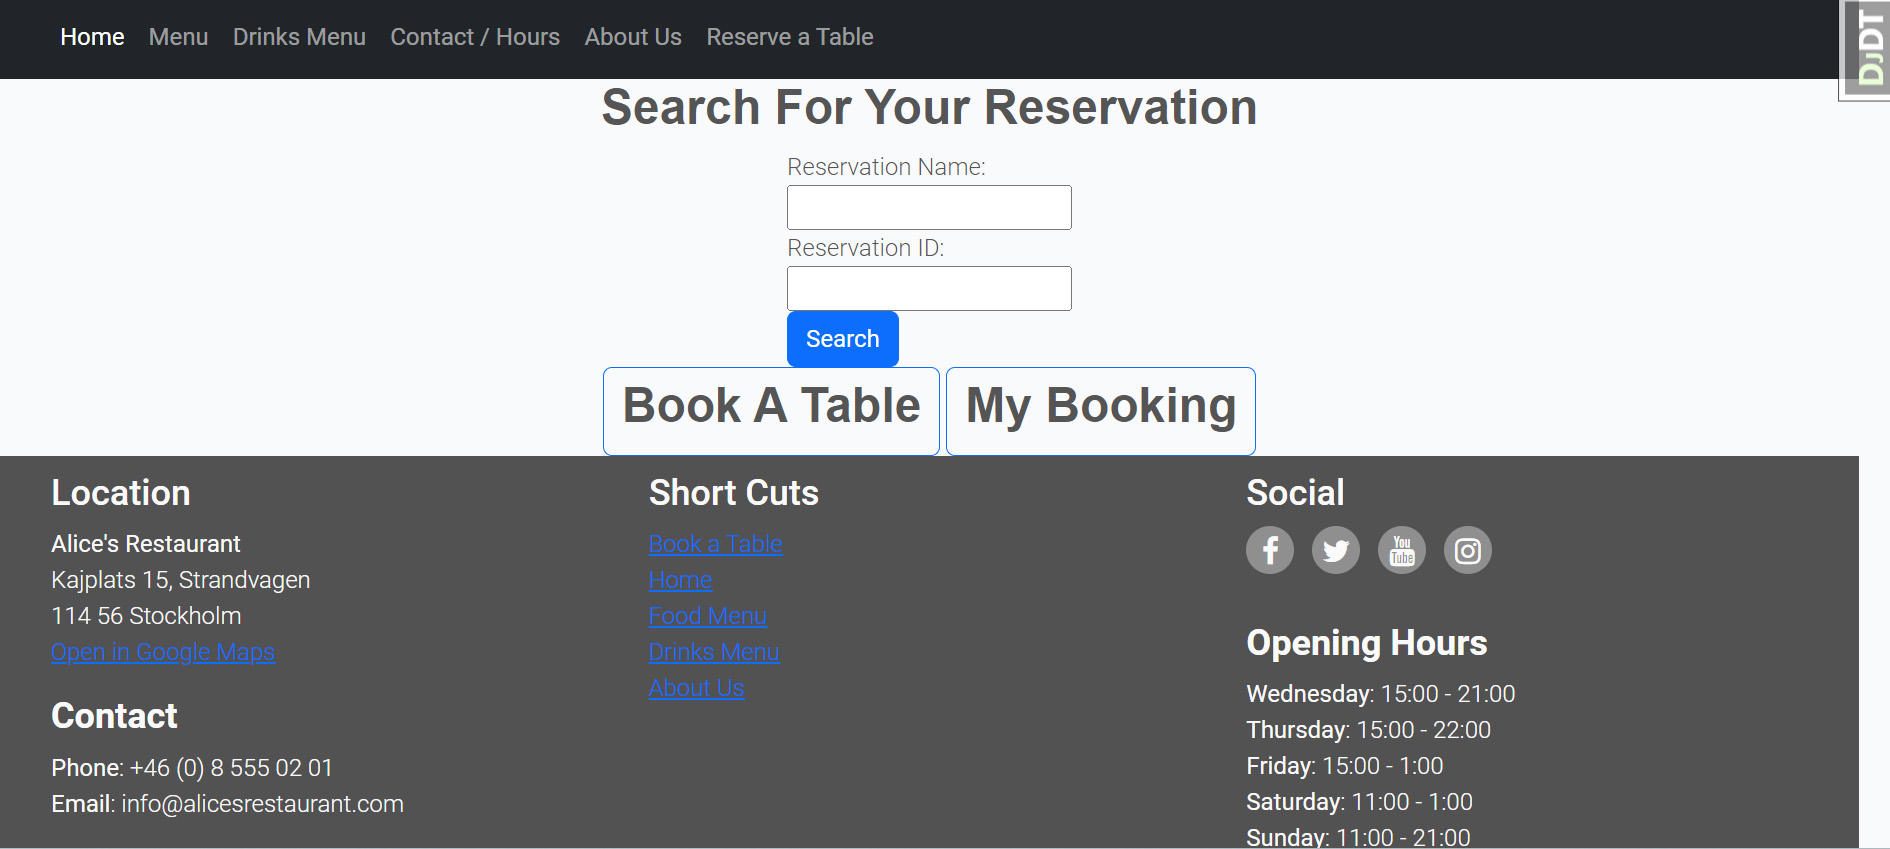 Home Menu Drinks Menu Contact / Hours About Us Reserve a Table
DJDT
Search For Your Reservation
Reservation Name:
Reservation ID:
Search
Book A Table My Booking
Location
Alice's Restaurant
Kajplats 15, Strandvagen
114 56 Stockholm
Open in Google Maps
Contact
Phone: +46 (0) 8 555 02 01
Email: info@alicesrestaurant.com
Short Cuts
Book a Table
Home
Food Menu
Drinks Menu
About Us
Social
You
Tube
Opening Hours
Wednesday: 15:00 - 21:00
Thursday: 15:00 - 22:00
Friday: 15:00 - 1:00
Saturday: 11:00 - 1:00
Sunday: 11:00 - 21:00